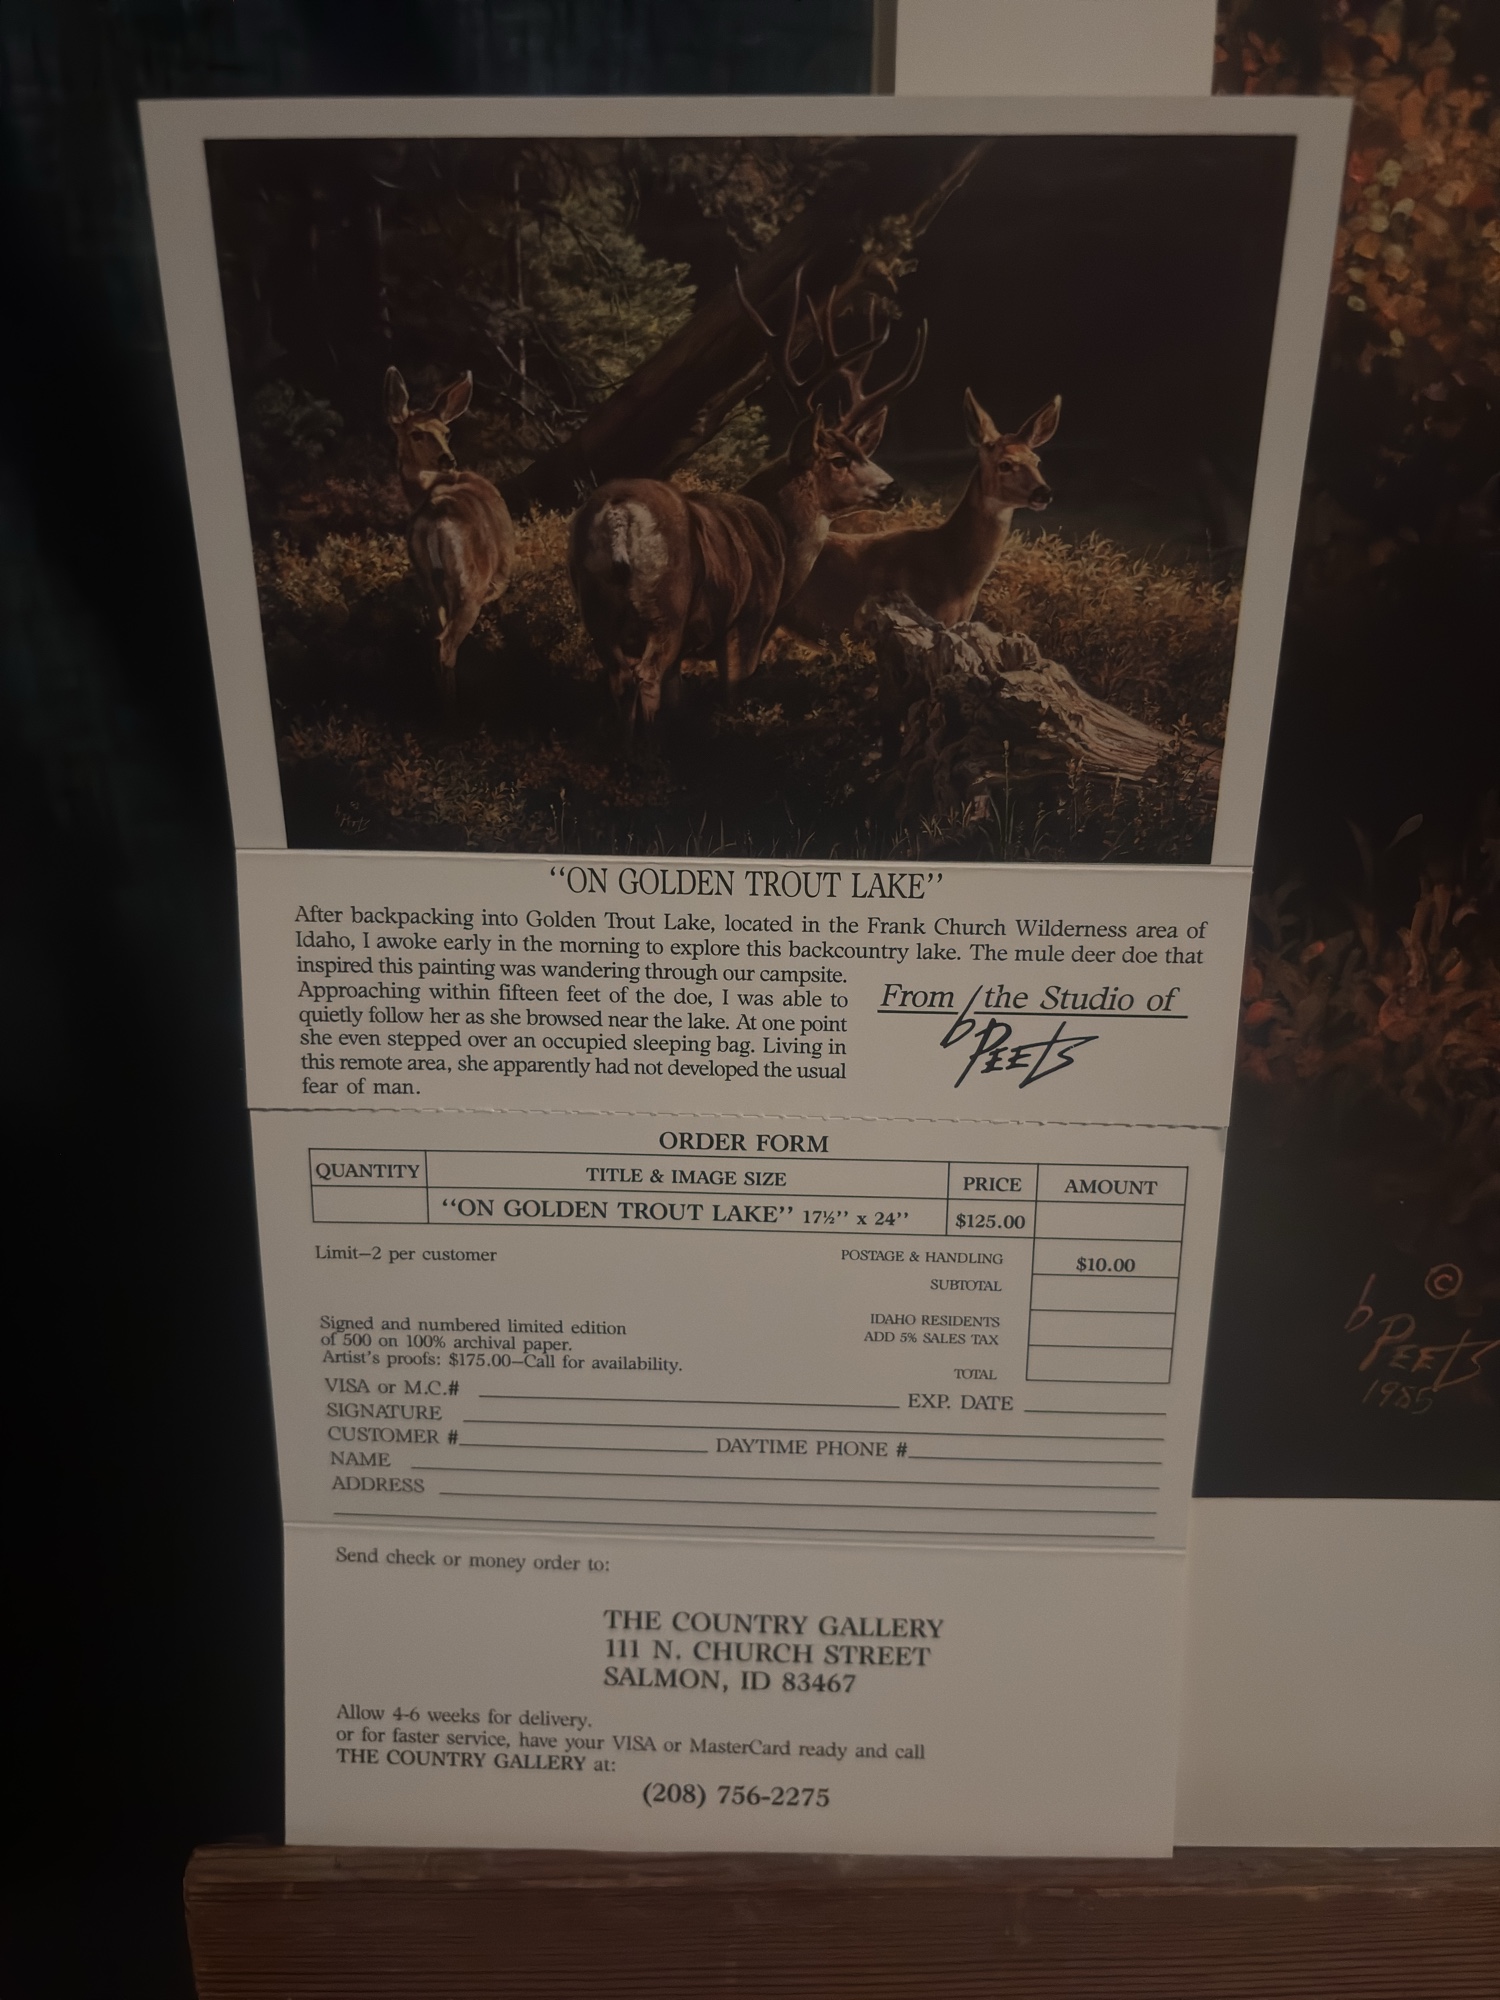 b Peets
"ON GOLDEN TROUT LAKE"
After backpacking into Golden Trout Lake, located in the Frank Church Wilderness area of
Idaho, I awoke early in the morning to explore this backcountry lake. The mule deer doe that
inspired this painting was wandering through our campsite.
Approaching within fifteen feet of the doe, I was able to
quietly follow her as she browsed near the lake. At one point
she even stepped over an occupied sleeping bag. Living in
this remote area, she apparently had not developed the usual
fear of man.
From the Studio of
b PEETS
ORDER FORM
QUANTITY TITLE & IMAGE SIZE PRICE AMOUNT
"ON GOLDEN TROUT LAKE" 17½" x 24" $125.00
Limit–2 per customer POSTAGE & HANDLING $10.00
SUBTOTAL
IDAHO RESIDENTS
ADD 5% SALES TAX
TOTAL
Signed and numbered limited edition
of 500 on 100% archival paper.
Artist's proofs: $175.00–Call for availability.
VISA or M.C.# EXP. DATE
SIGNATURE
CUSTOMER # DAYTIME PHONE #
NAME
ADDRESS
Send check or money order to:
THE COUNTRY GALLERY
111 N. CHURCH STREET
SALMON, ID 83467
Allow 4-6 weeks for delivery.
or for faster service, have your VISA or MasterCard ready and call
THE COUNTRY GALLERY at:
(208) 756-2275
©
b PEETS
1985